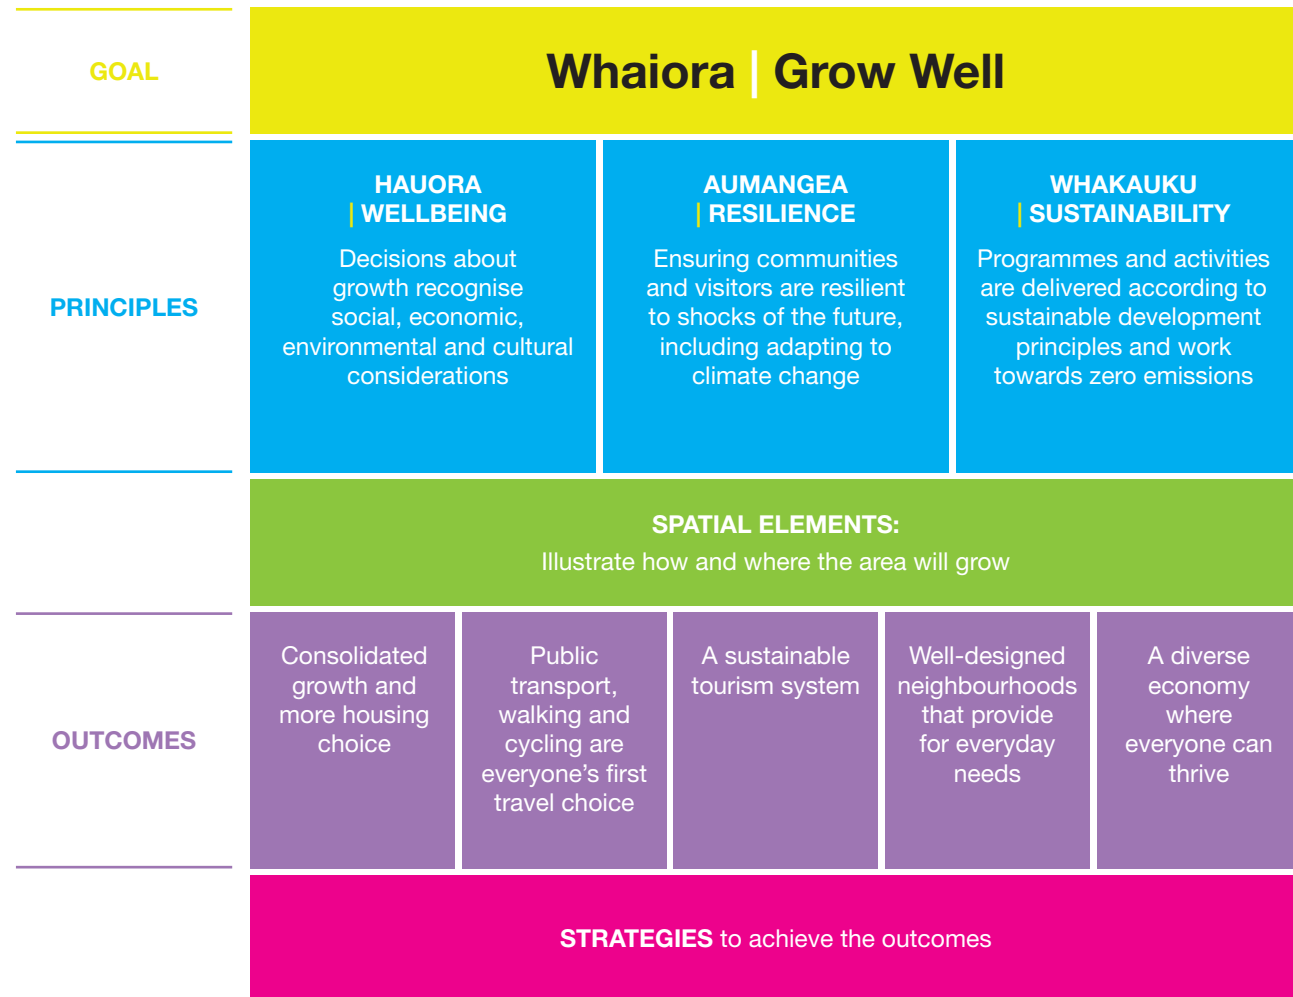 GOAL
Whaiora | Grow Well
PRINCIPLES
HAUORA
| WELLBEING
Decisions about
growth recognise
social, economic,
environmental and cultural
considerations
AUMANGEA
| RESILIENCE
Ensuring communities
and visitors are resilient
to shocks of the future,
including adapting to
climate change
WHAKAUKU
| SUSTAINABILITY
Programmes and activities
are delivered according to
sustainable development
principles and work
towards zero emissions
SPATIAL ELEMENTS:
Illustrate how and where the area will grow
OUTCOMES
Consolidated
growth and
more housing
choice
Public
transport,
walking and
cycling are
everyone’s first
travel choice
A sustainable
tourism system
Well-designed
neighbourhoods
that provide
for everyday
needs
A diverse
economy
where
everyone can
thrive
STRATEGIES to achieve the outcomes